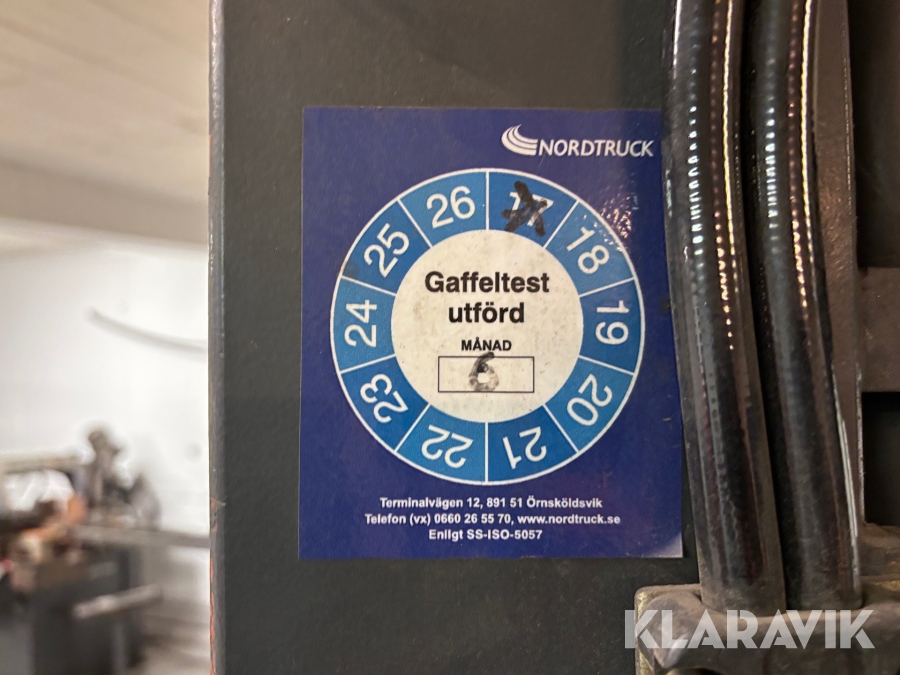 NORDTRUCK
17 18 19 20 21 22 23 24 25 26
Gaffeltest
utförd
MÅNAD
6
Terminalvägen 12, 891 51 Örnsköldsvik
Telefon (vx) 0660 26 55 70, www.nordtruck.se
Enligt SS-ISO-5057
KLARAVIK